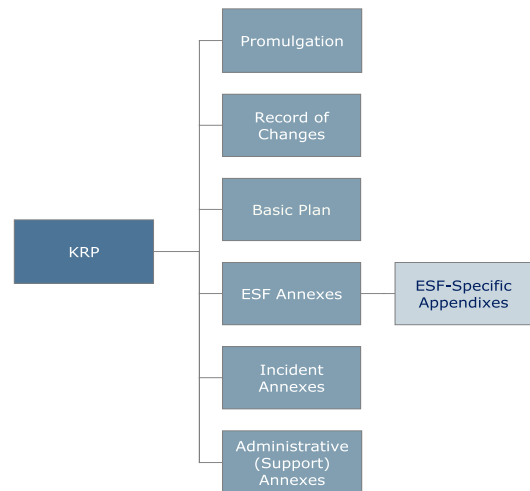 Promulgation
Record of
Changes
Basic Plan
KRP
ESF Annexes
ESF-Specific
Appendixes
Incident
Annexes
Administrative
(Support)
Annexes